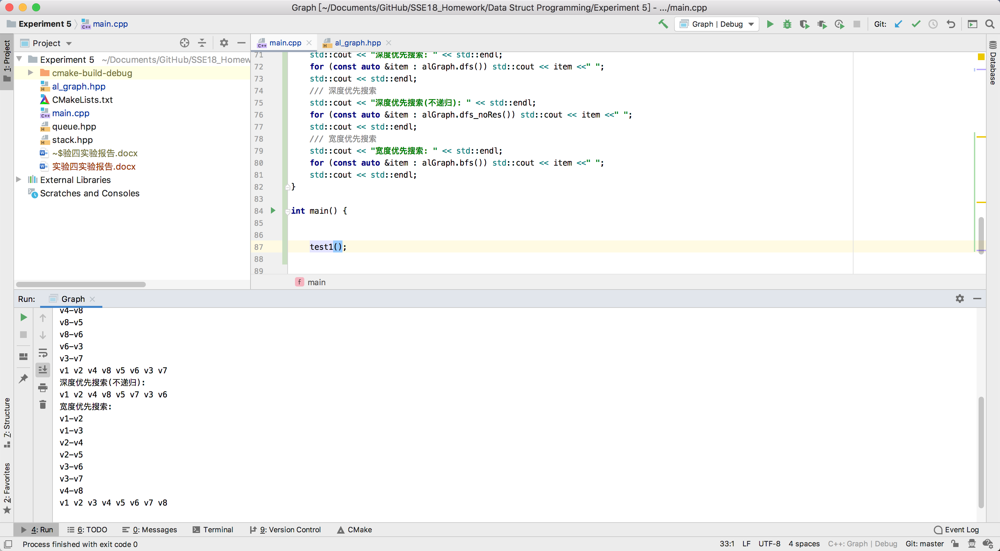 Graph [~/Documents/GitHub/SSE18_Homework/Data Struct Programming/Experiment 5] - .../main.cpp
Experiment 5 main.cpp
Graph | Debug
Git:
1: Project
Project
main.cpp
al_graph.hpp
Database
Experiment 5 ~/Documents/GitHub/SSE18_Homew
cmake-build-debug
al_graph.hpp
CMakeLists.txt
main.cpp
queue.hpp
stack.hpp
~$验四实验报告.docx
实验四实验报告.docx
External Libraries
Scratches and Consoles
71 std::cout << "深度优先搜索: " << std::endl;
72 for (const auto &item : alGraph.dfs()) std::cout << item <<" ";
73 std::cout << std::endl;
74 /// 深度优先搜索
75 std::cout << "深度优先搜索(不递归): " << std::endl;
76 for (const auto &item : alGraph.dfs_noRes()) std::cout << item <<" ";
77 std::cout << std::endl;
78 /// 宽度优先搜索
79 std::cout << "宽度优先搜索: " << std::endl;
80 for (const auto &item : alGraph.bfs()) std::cout << item <<" ";
81 std::cout << std::endl;
82 }
83
84 int main() {
85
86
87 test1();
88
89
f main
Run: Graph
v4-v8
v8-v5
v8-v6
v6-v3
v3-v7
v1 v2 v4 v8 v5 v6 v3 v7
深度优先搜索(不递归):
v1 v2 v4 v8 v5 v7 v3 v6
宽度优先搜索:
v1-v2
v1-v3
v2-v4
v2-v5
v3-v6
v3-v7
v4-v8
v1 v2 v3 v4 v5 v6 v7 v8
7: Structure
2: Favorites
4: Run 6: TODO 0: Messages Terminal 9: Version Control CMake Event Log
Process finished with exit code 0 33:1 LF UTF-8 4 spaces C++: Graph | Debug Git: master